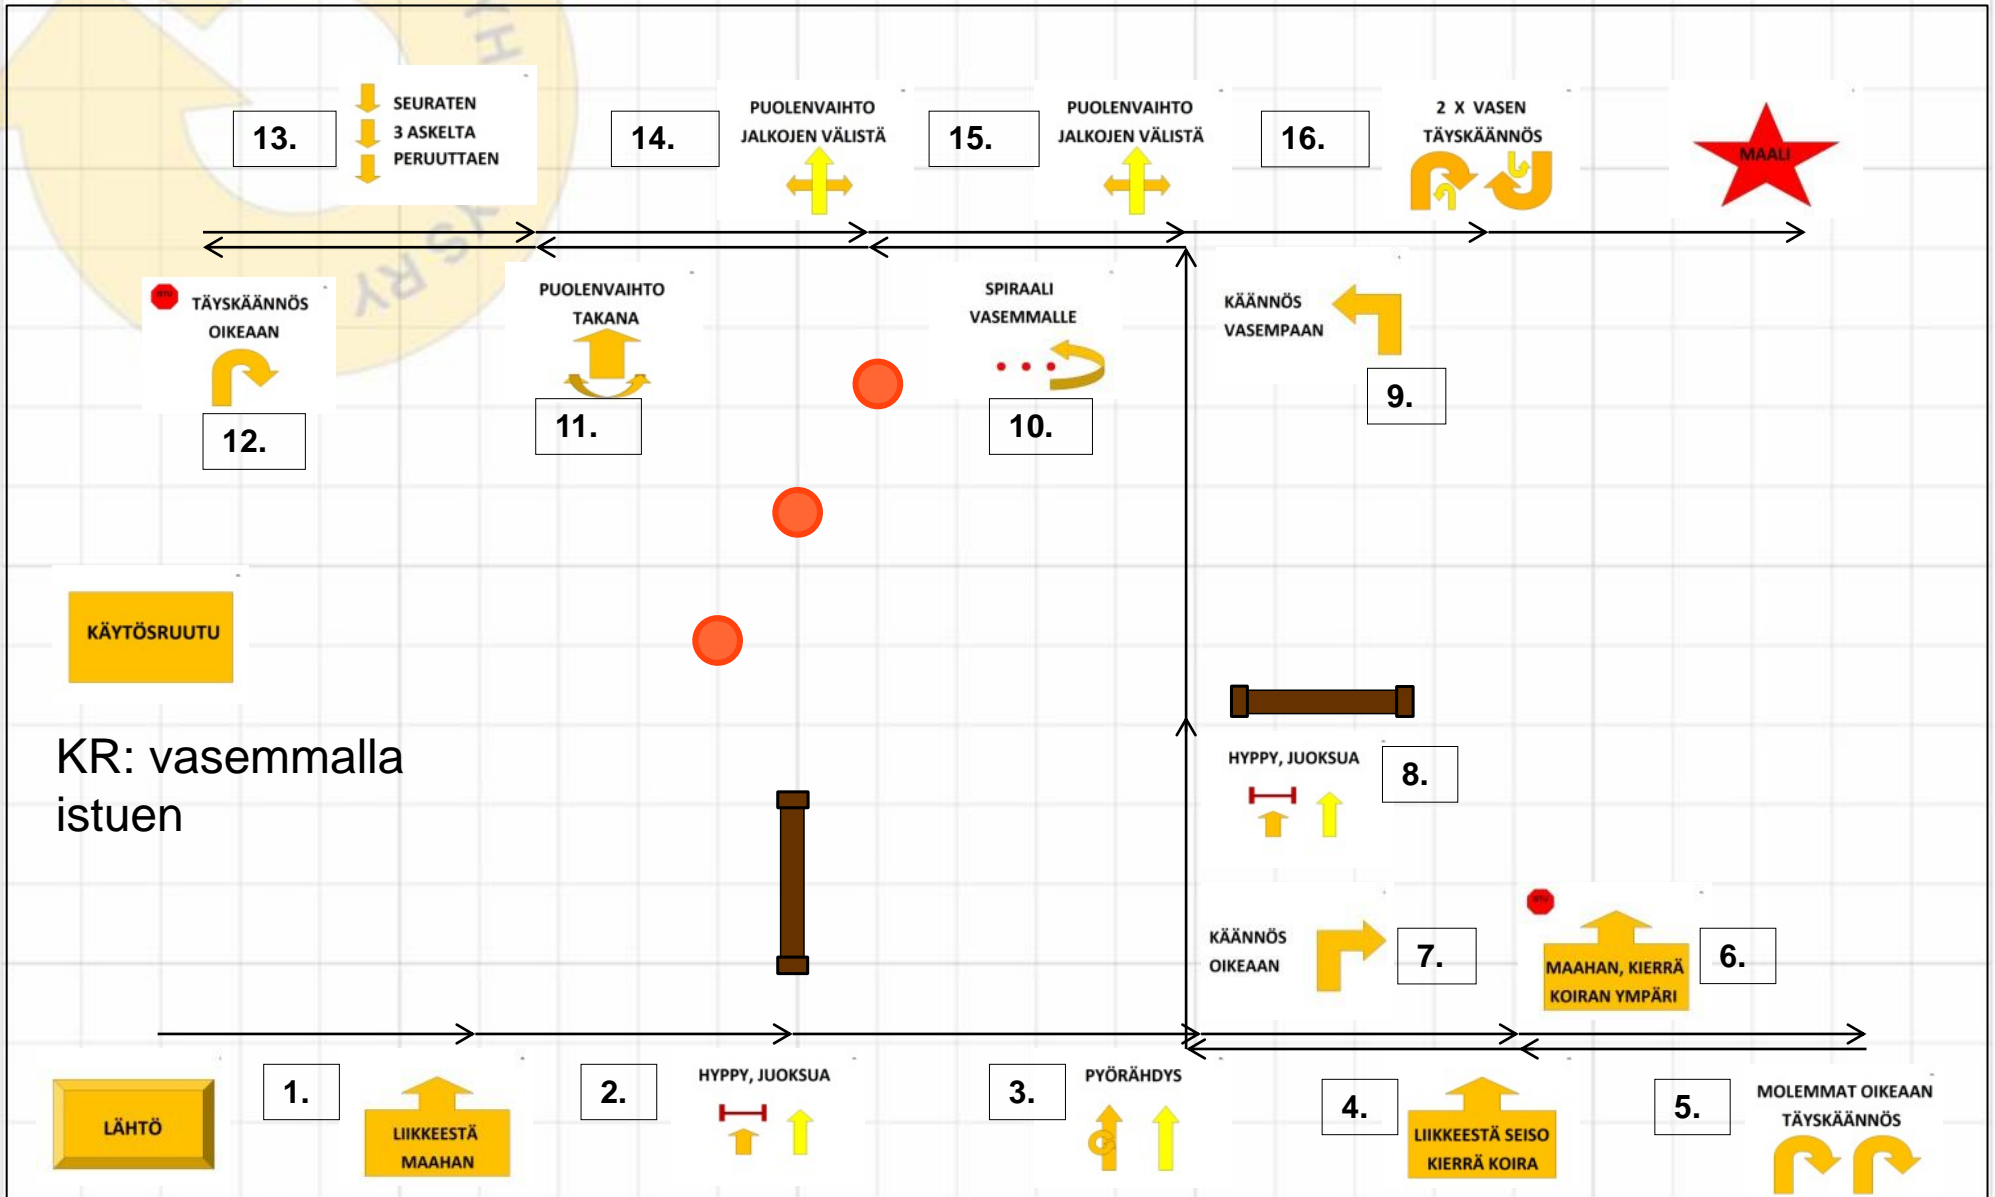 H
YS RY
13.
SEURATEN
3 ASKELTA
PERUUTTAEN
14.
PUOLENVAIHTO
JALKOJEN VÄLISTÄ
15.
PUOLENVAIHTO
JALKOJEN VÄLISTÄ
16.
2 X VASEN
TÄYSKÄÄNNÖS
MAALI
TÄYSKÄÄNNÖS
OIKEAAN
12.
PUOLENVAIHTO
TAKANA
11.
SPIRAALI
VASEMMALLE
10.
KÄÄNNÖS
VASEMPAAN
9.
KÄYTÖSRUUTU
KR: vasemmalla
istuen
HYPPY, JUOKSUA
8.
KÄÄNNÖS
OIKEAAN
7.
MAAHAN, KIERRÄ
KOIRAN YMPÄRI
6.
LÄHTÖ
1.
LIIKKEESTÄ
MAAHAN
2.
HYPPY, JUOKSUA
3.
PYÖRÄHDYS
4.
LIIKKEESTÄ SEISO
KIERRÄ KOIRA
5.
MOLEMMAT OIKEAAN
TÄYSKÄÄNNÖS